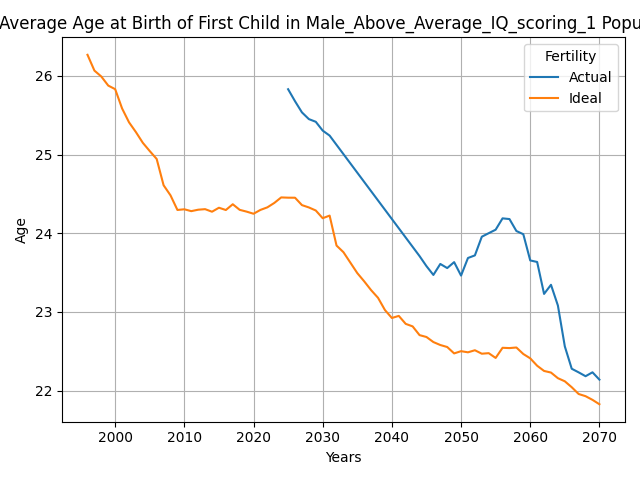 Average Age at Birth of First Child in Male_Above_Average_IQ_scoring_1 Popu
Fertility
Actual
Ideal
26
25
24
23
22
Age
2000 2010 2020 2030 2040 2050 2060 2070
Years